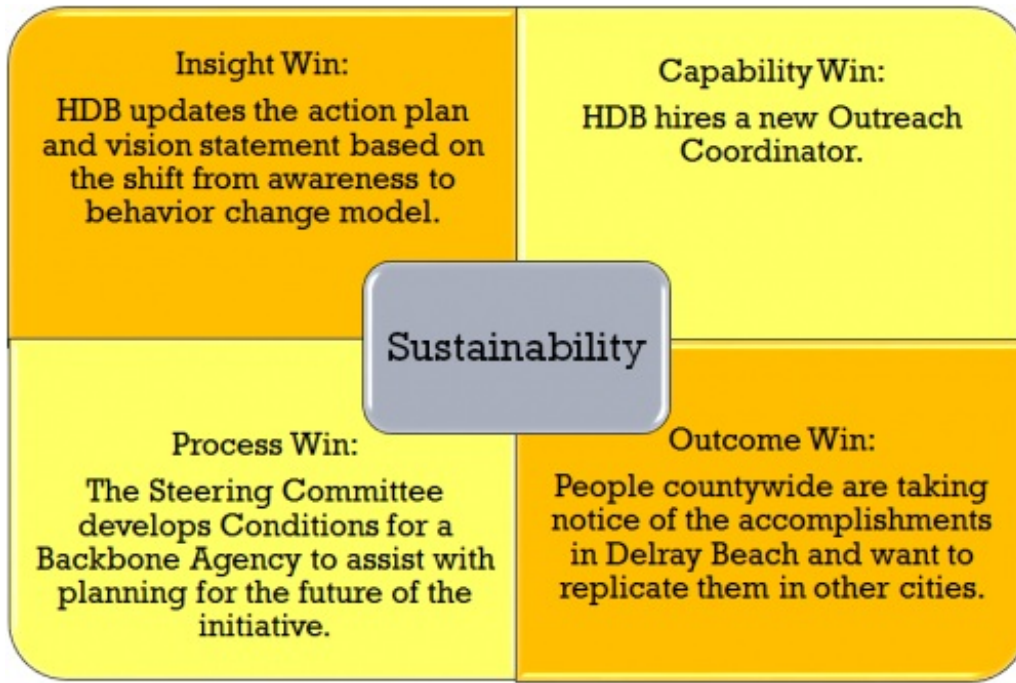 Insight Win:
HDB updates the action plan
and vision statement based on
the shift from awareness to
behavior change model.
Capability Win:
HDB hires a new Outreach
Coordinator.
Sustainability
Process Win:
The Steering Committee
develops Conditions for a
Backbone Agency to assist with
planning for the future of the
initiative.
Outcome Win:
People countywide are taking
notice of the accomplishments
in Delray Beach and want to
replicate them in other cities.